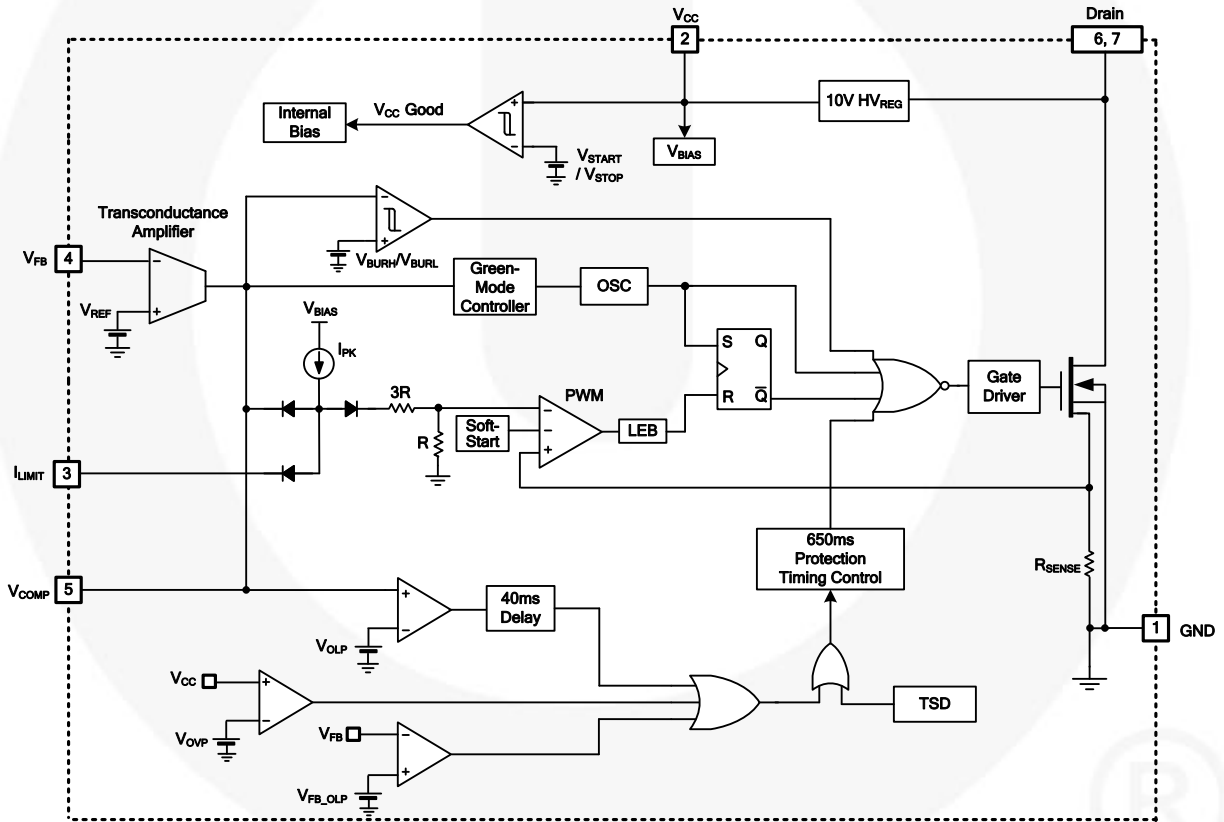 VCC
Drain
2
6, 7
10V HVREG
VCC Good
Internal
Bias
+
-
VSTART
/ VSTOP
VBIAS
Transconductance
Amplifier
-
+
VBURH/VBURL
VFB
4
-
+
VREF
Green-
Mode
Controller
OSC
VBIAS
IPK
S Q
R Q
3R
R
PWM
Soft-
Start
-
-
+
LEB
Gate
Driver
ILIMIT
3
650ms
Protection
Timing Control
RSENSE
VCOMP
5
+
-
40ms
Delay
VOLP
1
GND
VCC
+
-
VOVP
TSD
VFB
-
+
VFB_OLP
®